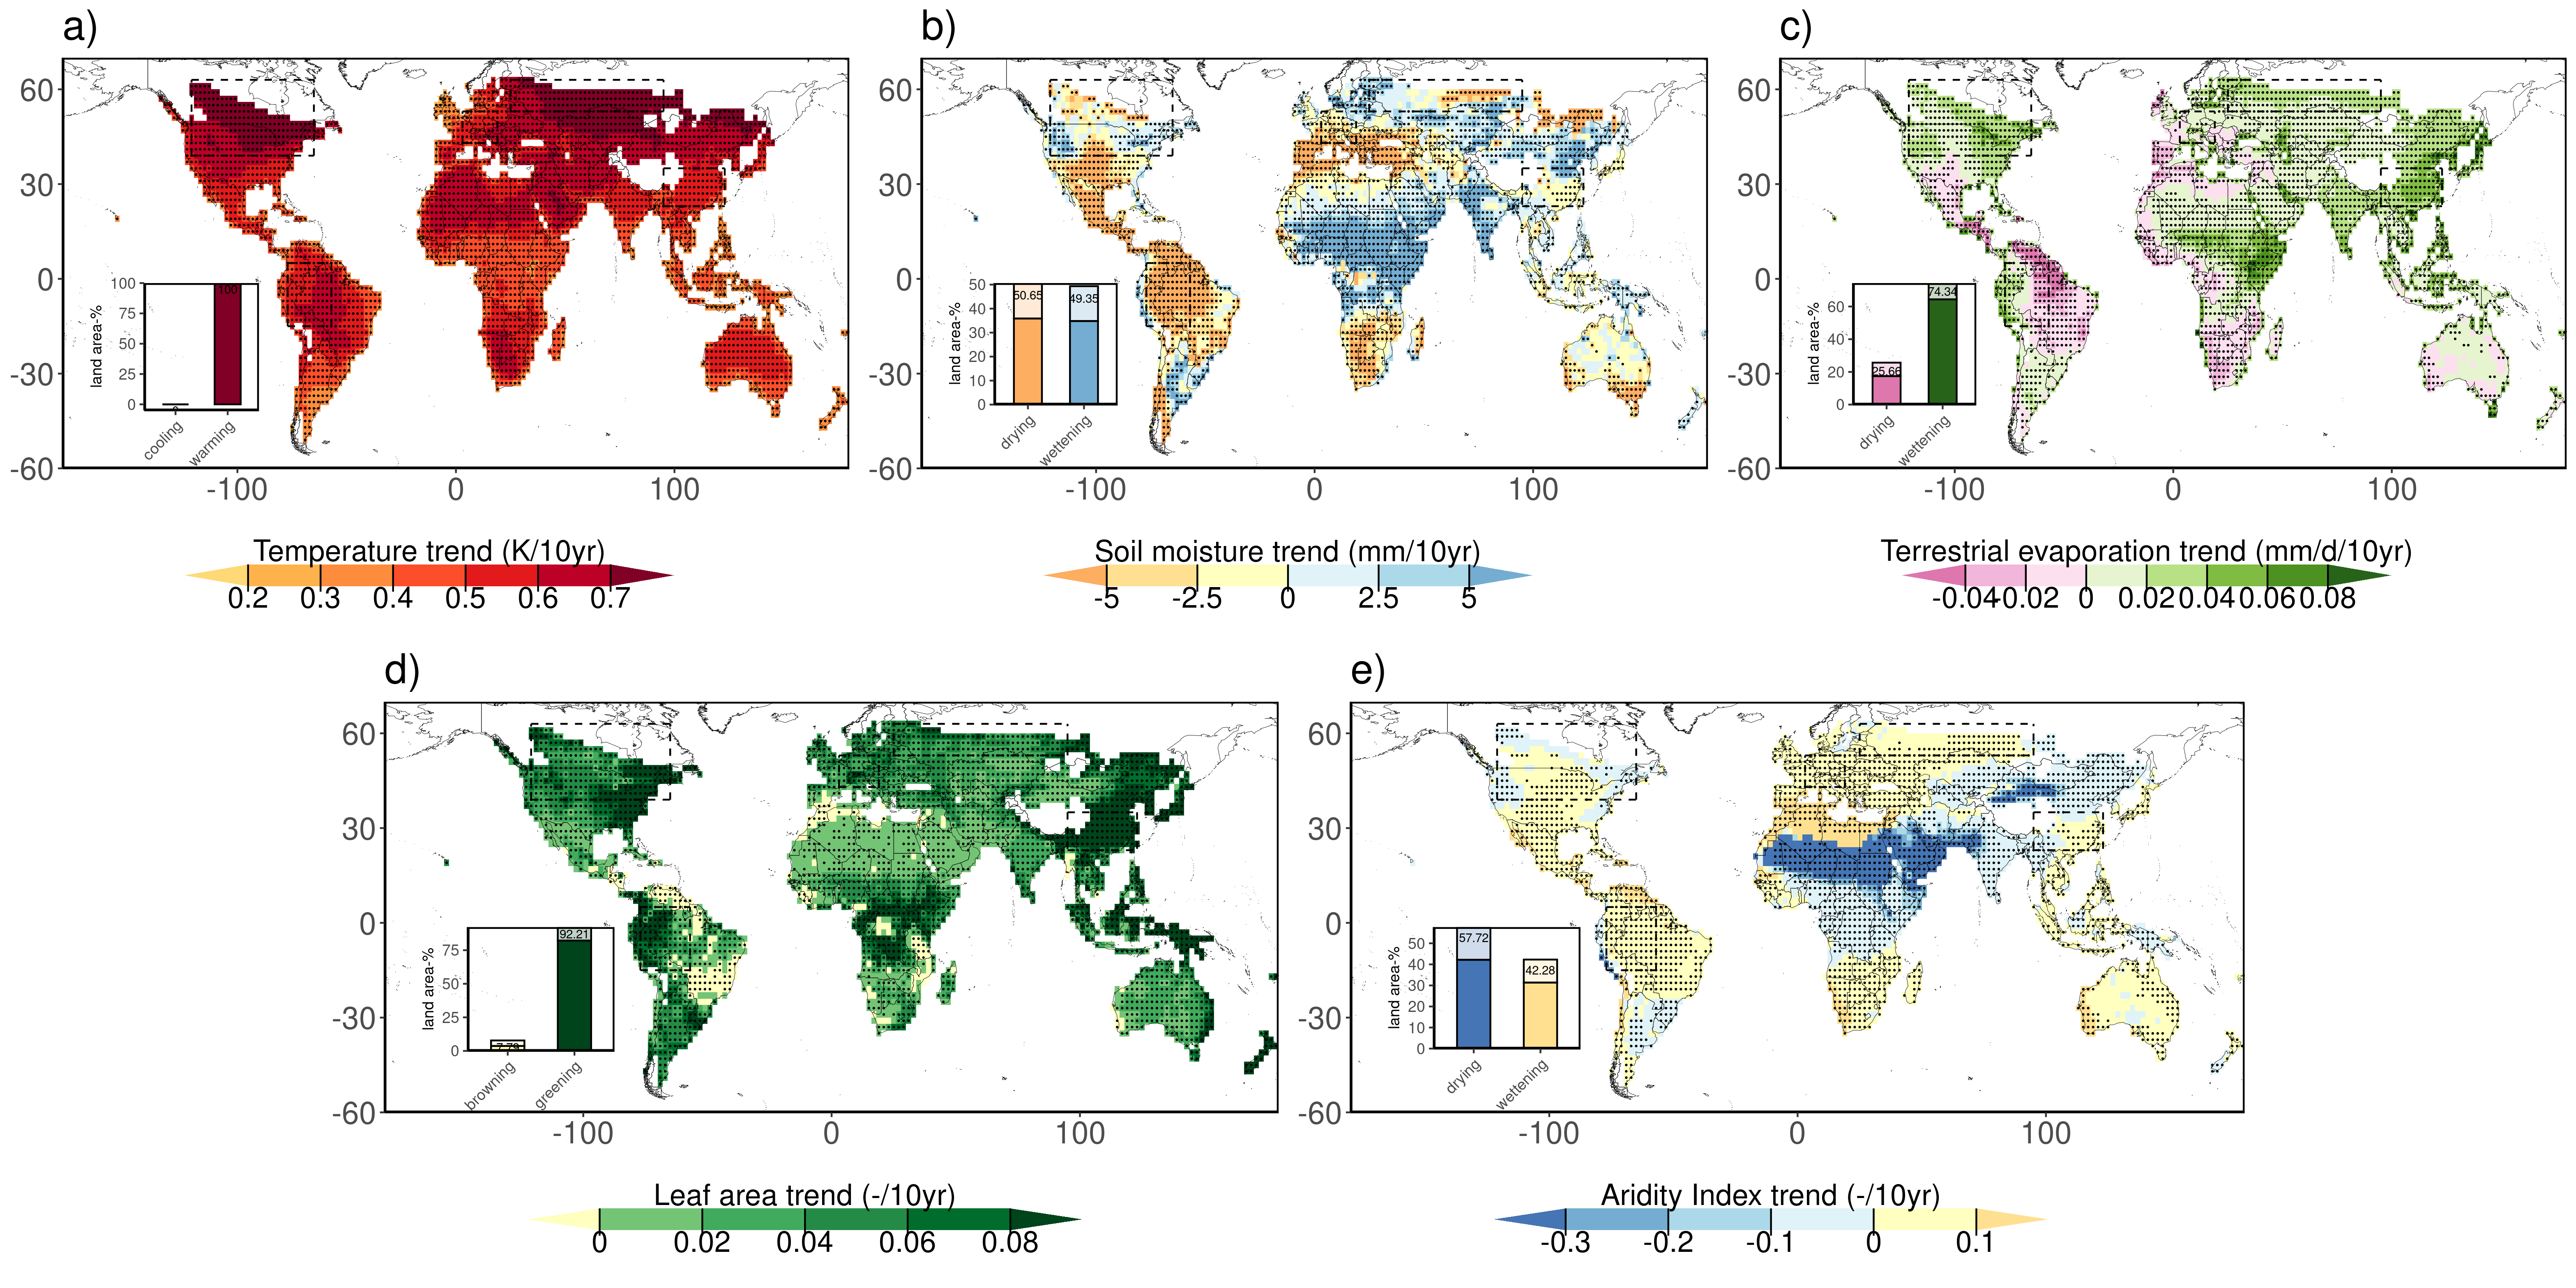 a)
60
30
0
-30
-60
-100
0
100
land area-%
100
75
50
25
0
100
0
cooling
warming
Temperature trend (K/10yr)
0.2 0.3 0.4 0.5 0.6 0.7
b)
60
30
0
-30
-60
-100
0
100
land area-%
50
40
30
20
10
0
50.65
49.35
drying
wettening
Soil moisture trend (mm/10yr)
-5 -2.5 0 2.5 5
c)
60
30
0
-30
-60
-100
0
100
land area-%
60
40
20
0
25.66
74.34
drying
wettening
Terrestrial evaporation trend (mm/d/10yr)
-0.04 -0.02 0 0.02 0.04 0.06 0.08
d)
60
30
0
-30
-60
-100
0
100
land area-%
75
50
25
0
7.79
92.21
browning
greening
Leaf area trend (-/10yr)
0 0.02 0.04 0.06 0.08
e)
60
30
0
-30
-60
-100
0
100
land area-%
50
40
30
20
10
0
57.72
42.28
drying
wettening
Aridity Index trend (-/10yr)
-0.3 -0.2 -0.1 0 0.1